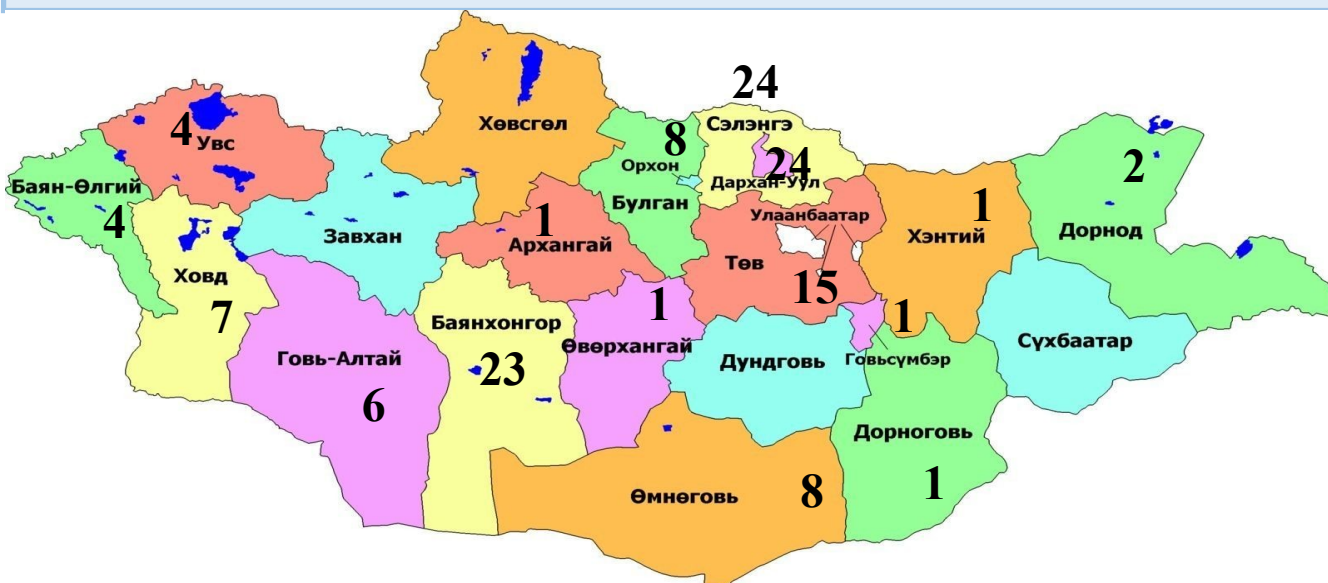 24
Хөвсгөл
Сэлэнгэ
4
Увс
8
Орхон
24
Дархан-Уул
2
Баян-Өлгий
4
Булган
Улаанбаатар
1
Хэнтий
Дорнод
Завхан
1
Архангай
Төв
Ховд
7
15
1
1
Баянхонгор
Өвөрхангай
Говь-Алтай
23
Дундговь
Говьсүмбэр
Сүхбаатар
6
Дорноговь
Өмнөговь
8
1